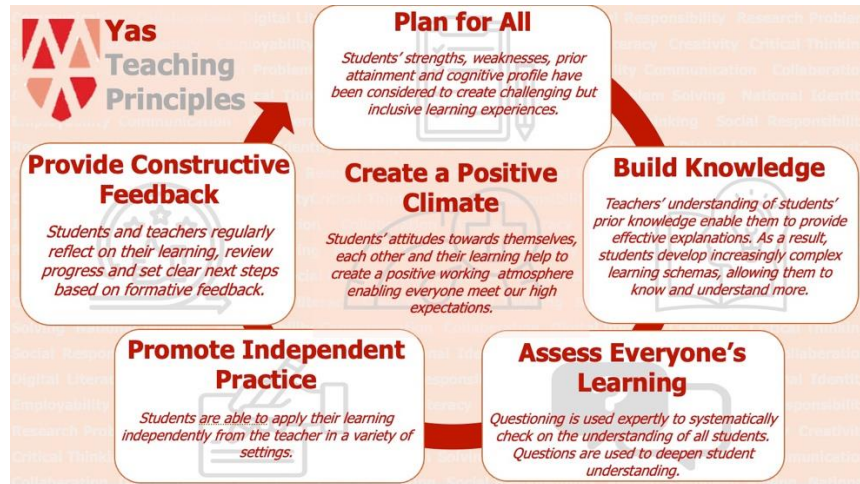 Yas
Teaching
Principles
Plan for All
Students' strengths, weaknesses, prior
attainment and cognitive profile have
been considered to create challenging but
inclusive learning experiences.
Build Knowledge
Teachers' understanding of students'
prior knowledge enable them to provide
effective explanations. As a result,
students develop increasingly complex
learning schemas, allowing them to
know and understand more.
Assess Everyone's
Learning
Questioning is used expertly to systematically
check on the understanding of all students.
Questions are used to deepen student
understanding.
Promote Independent
Practice
Students are able to apply their learning
independently from the teacher in a variety of
settings.
Provide Constructive
Feedback
Students and teachers regularly
reflect on their learning, review
progress and set clear next steps
based on formative feedback.
Create a Positive
Climate
Students' attitudes towards themselves,
each other and their learning help to
create a positive working atmosphere
enabling everyone meet our high
expectations.